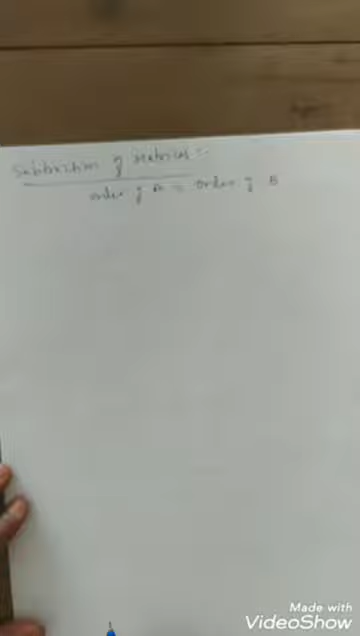 Subtraction of Matrices :-
order of A = order of B
Made with
VideoShow